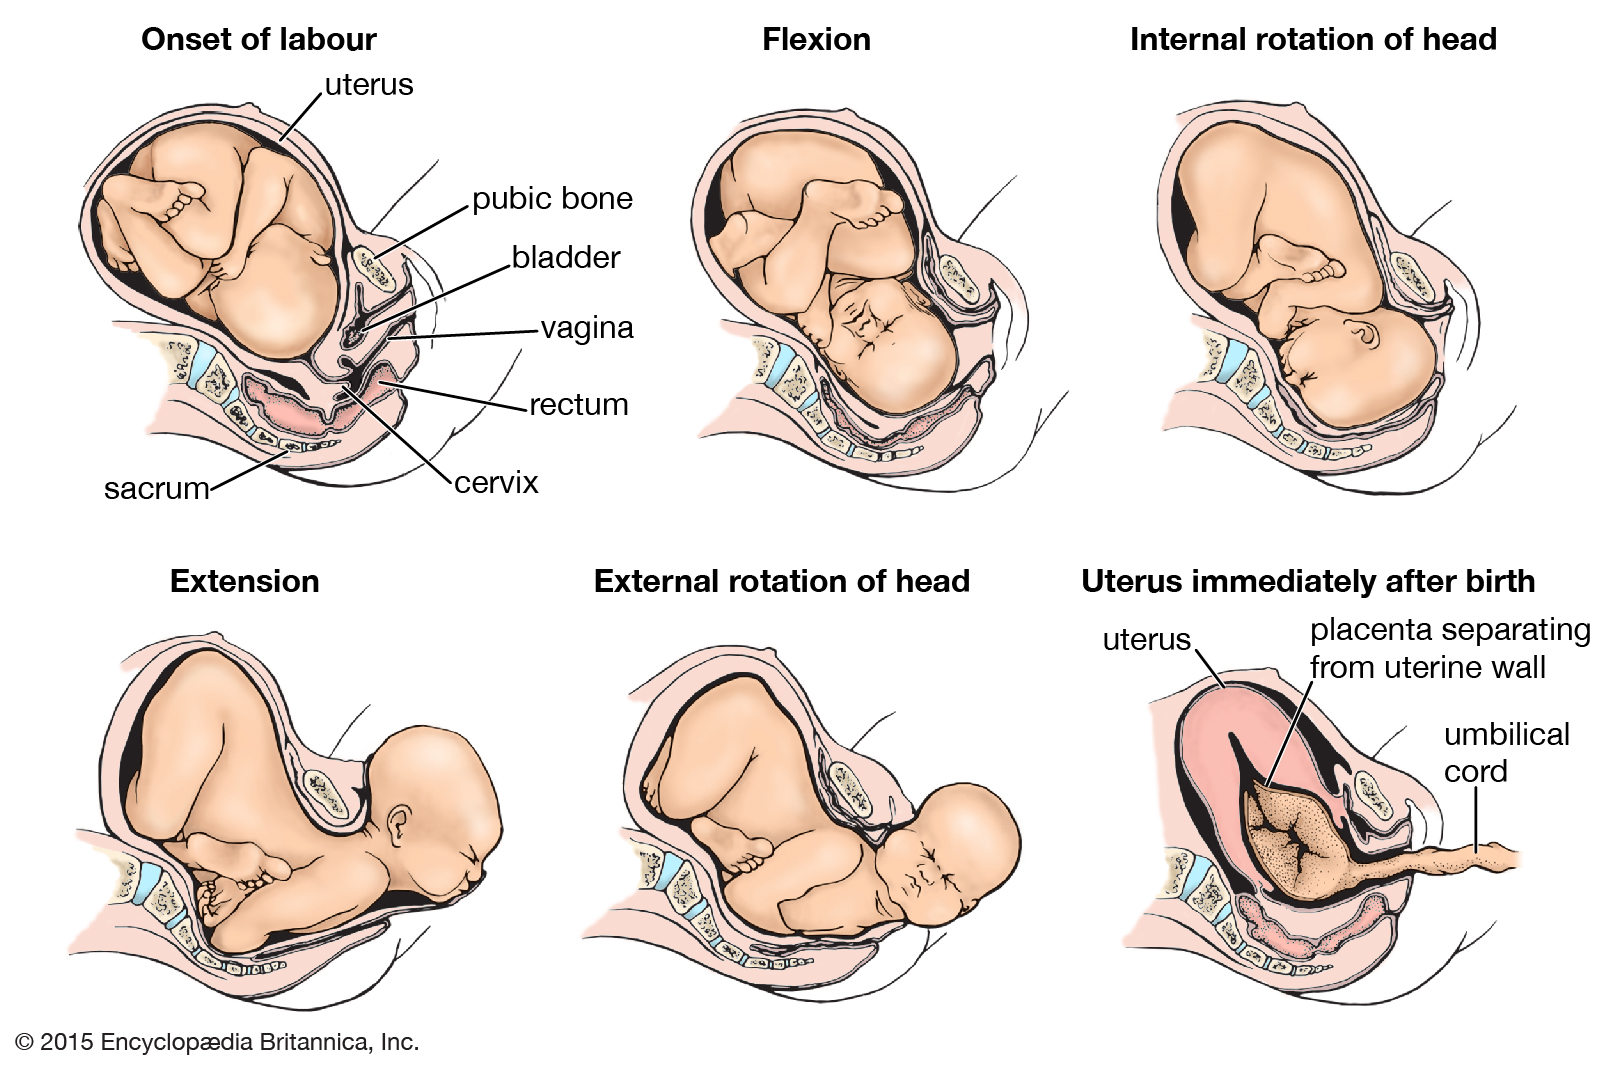 Onset of labour
Flexion
Internal rotation of head
uterus
pubic bone
bladder
vagina
rectum
cervix
sacrum
Extension
External rotation of head
Uterus immediately after birth
uterus
placenta separating
from uterine wall
umbilical
cord
© 2015 Encyclopædia Britannica, Inc.